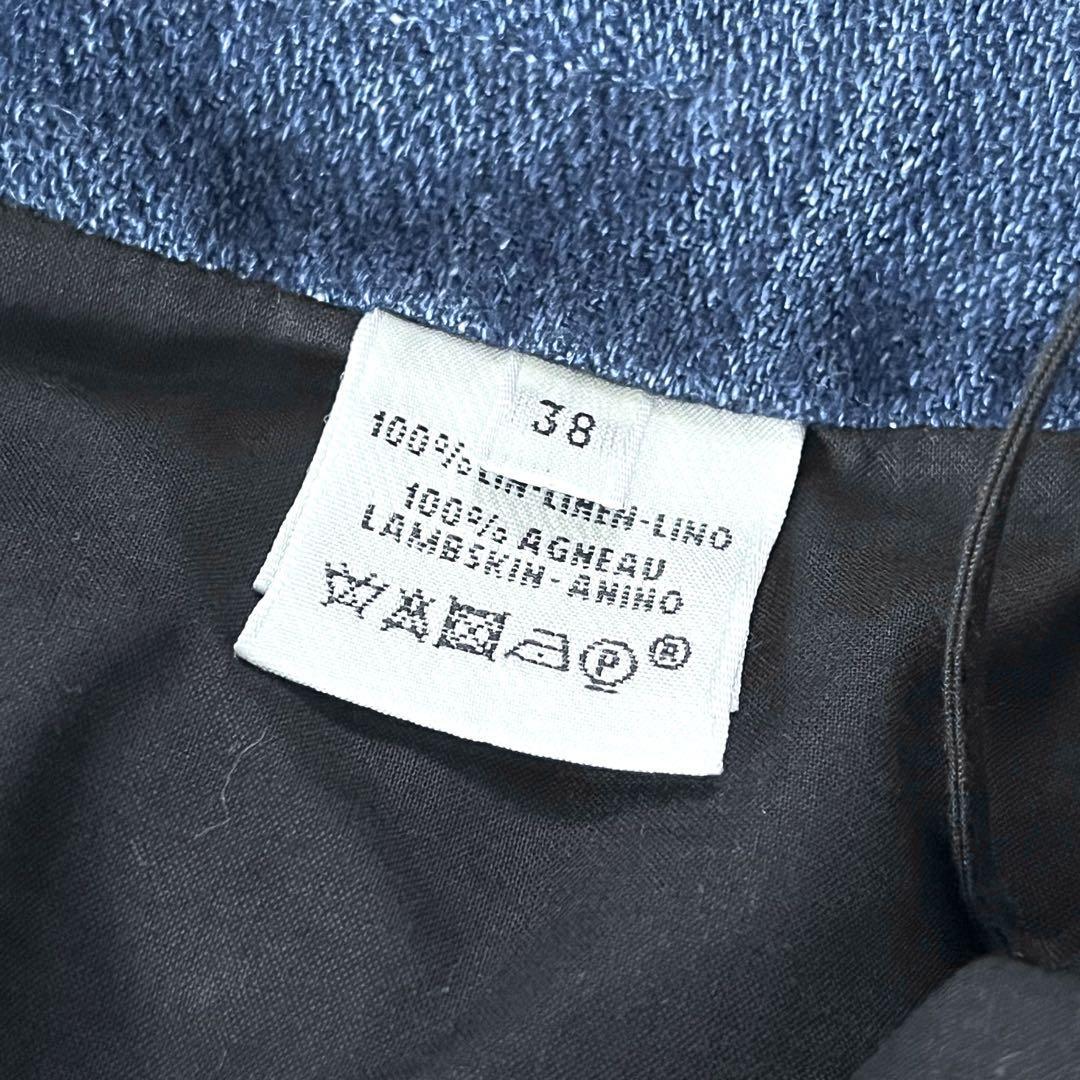 38
100% LIN-LINEN-LINO
100% AGNEAU
LAMBSKIN-ANINO
P ®